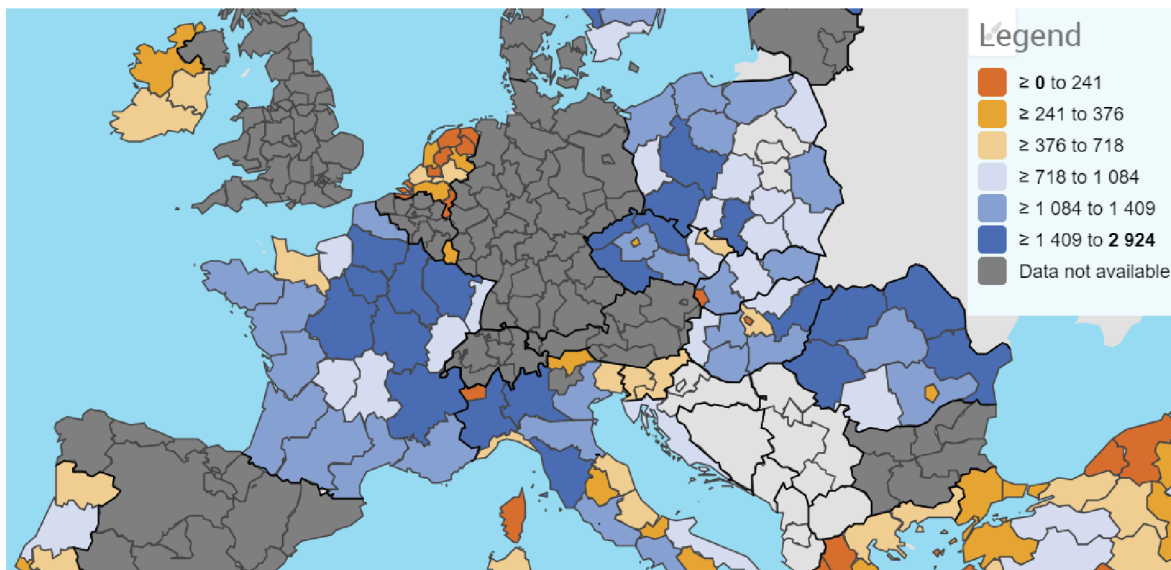 Legend
≥ 0 to 241
≥ 241 to 376
≥ 376 to 718
≥ 718 to 1 084
≥ 1 084 to 1 409
≥ 1 409 to 2 924
Data not available